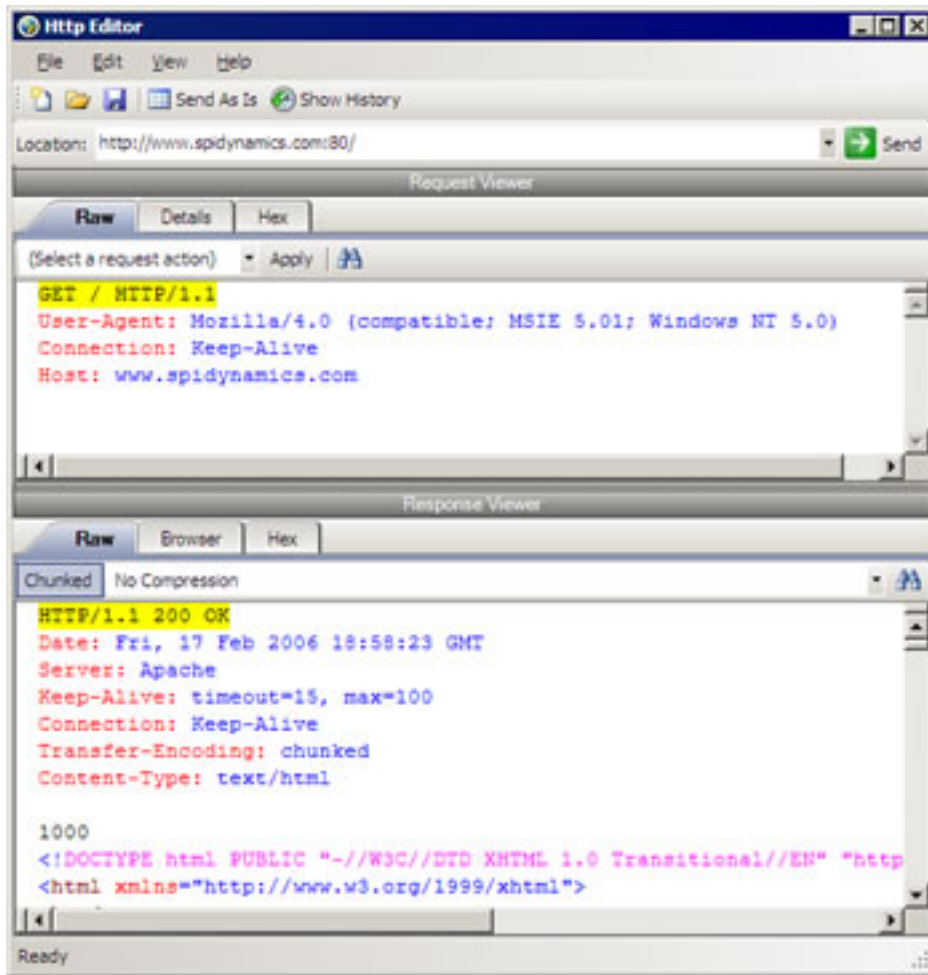 Http Editor
File Edit View Help
Send As Is Show History
Location: http://www.spidynamics.com:80/ Send
Request Viewer
Raw Details Hex
(Select a request action) Apply
GET / HTTP/1.1
User-Agent: Mozilla/4.0 (compatible; MSIE 5.01; Windows NT 5.0)
Connection: Keep-Alive
Host: www.spidynamics.com
Response Viewer
Raw Browser Hex
Chunked No Compression
HTTP/1.1 200 OK
Date: Fri, 17 Feb 2006 18:58:23 GMT
Server: Apache
Keep-Alive: timeout=15, max=100
Connection: Keep-Alive
Transfer-Encoding: chunked
Content-Type: text/html
1000
<!DOCTYPE html PUBLIC "-//W3C//DTD XHTML 1.0 Transitional//EN" "http
<html xmlns="http://www.w3.org/1999/xhtml">
Ready